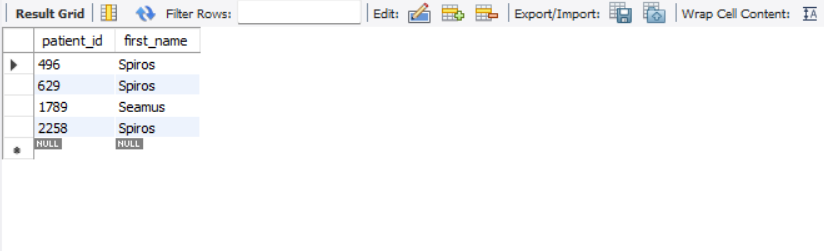 Result Grid Filter Rows: Edit: Export/Import: Wrap Cell Content: IA
patient_id first_name
496 Spiros
629 Spiros
1789 Seamus
2258 Spiros
NULL NULL